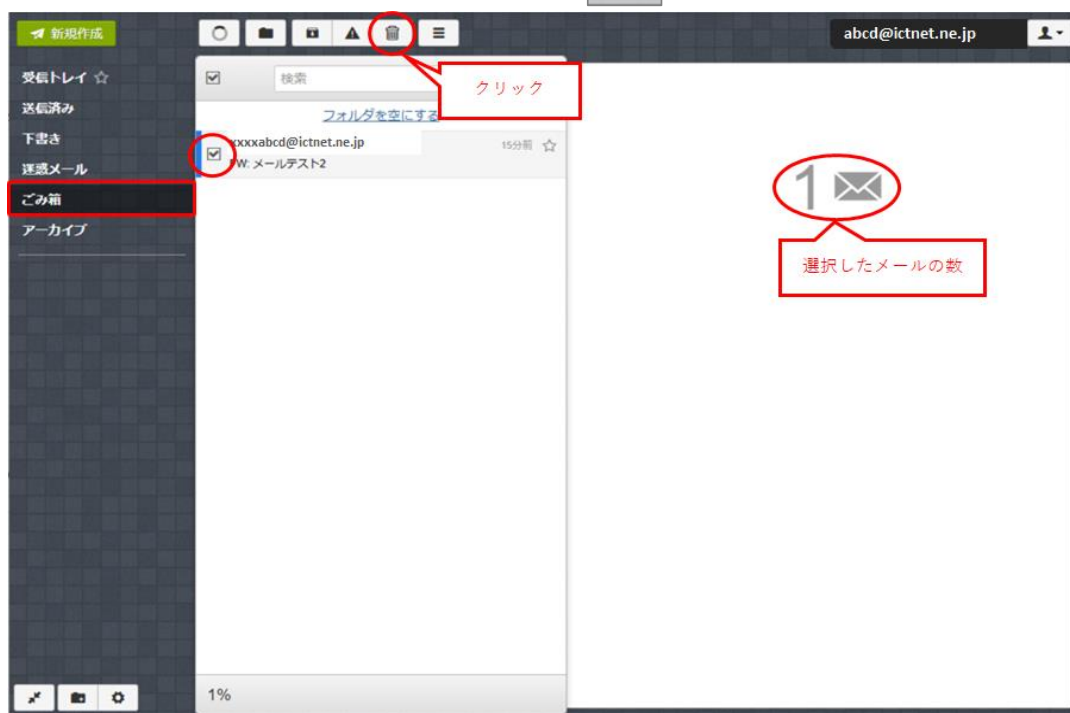 新規作成
abcd@ictnet.ne.jp
受信トレイ
検索
クリック
送信済み
フォルダを空にする
下書き
xxxxabcd@ictnet.ne.jp
15分前
迷惑メール
FW: メールテスト2
1
ごみ箱
アーカイブ
選択したメールの数
1%